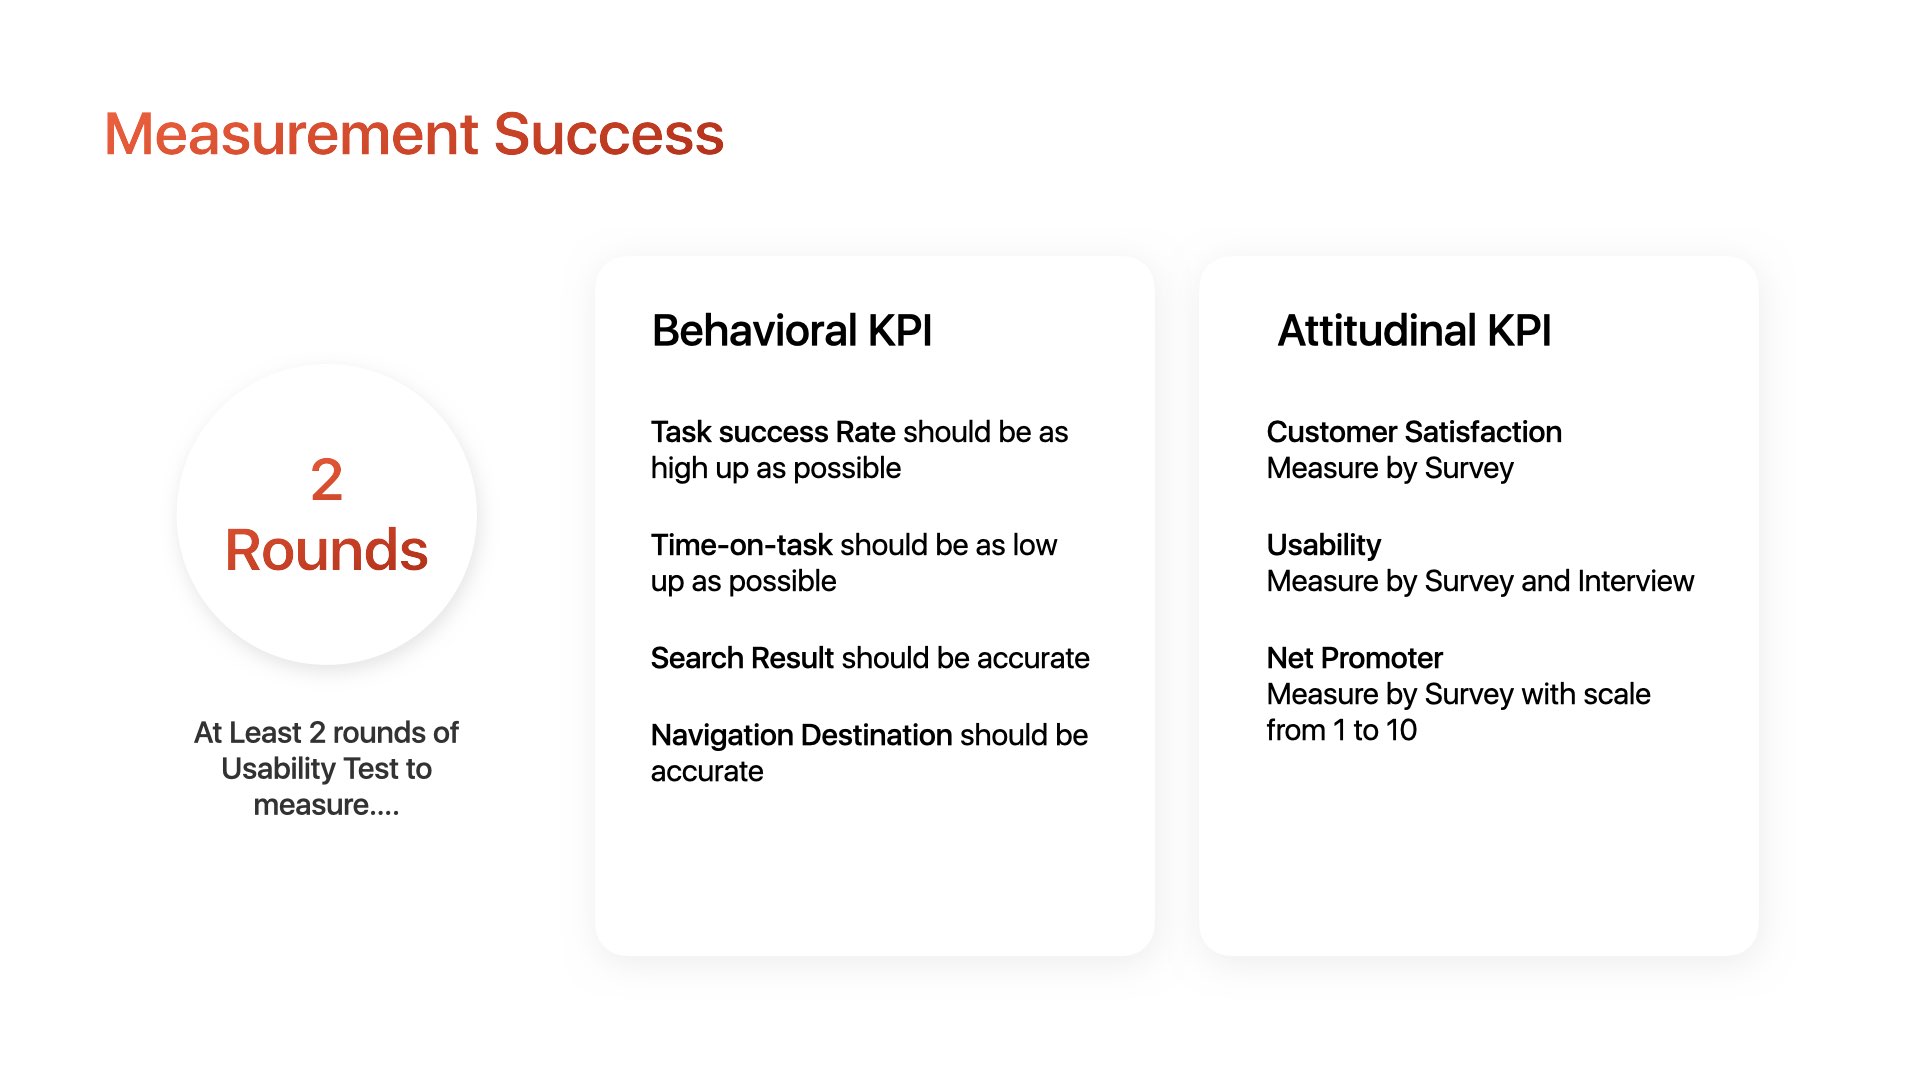 Measurement Success
2
Rounds
At Least 2 rounds of
Usability Test to
measure....
Behavioral KPI
Task success Rate should be as
high up as possible
Time-on-task should be as low
up as possible
Search Result should be accurate
Navigation Destination should be
accurate
Attitudinal KPI
Customer Satisfaction
Measure by Survey
Usability
Measure by Survey and Interview
Net Promoter
Measure by Survey with scale
from 1 to 10